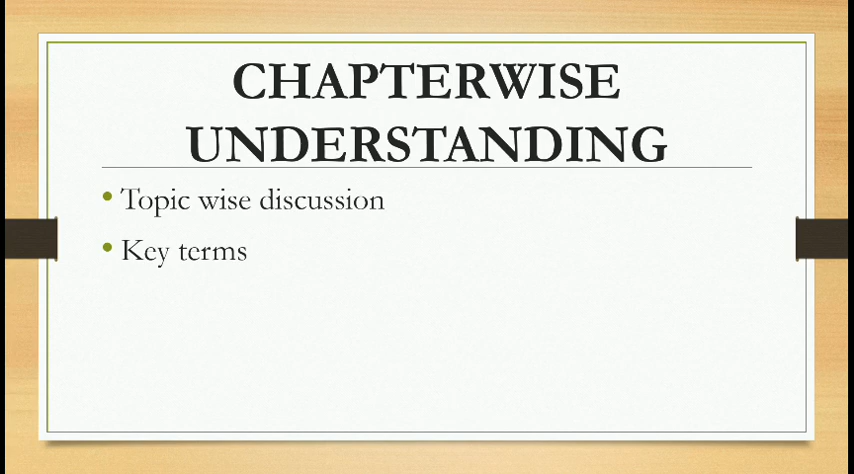 CHAPTERWISE
UNDERSTANDING
• Topic wise discussion
• Key terms